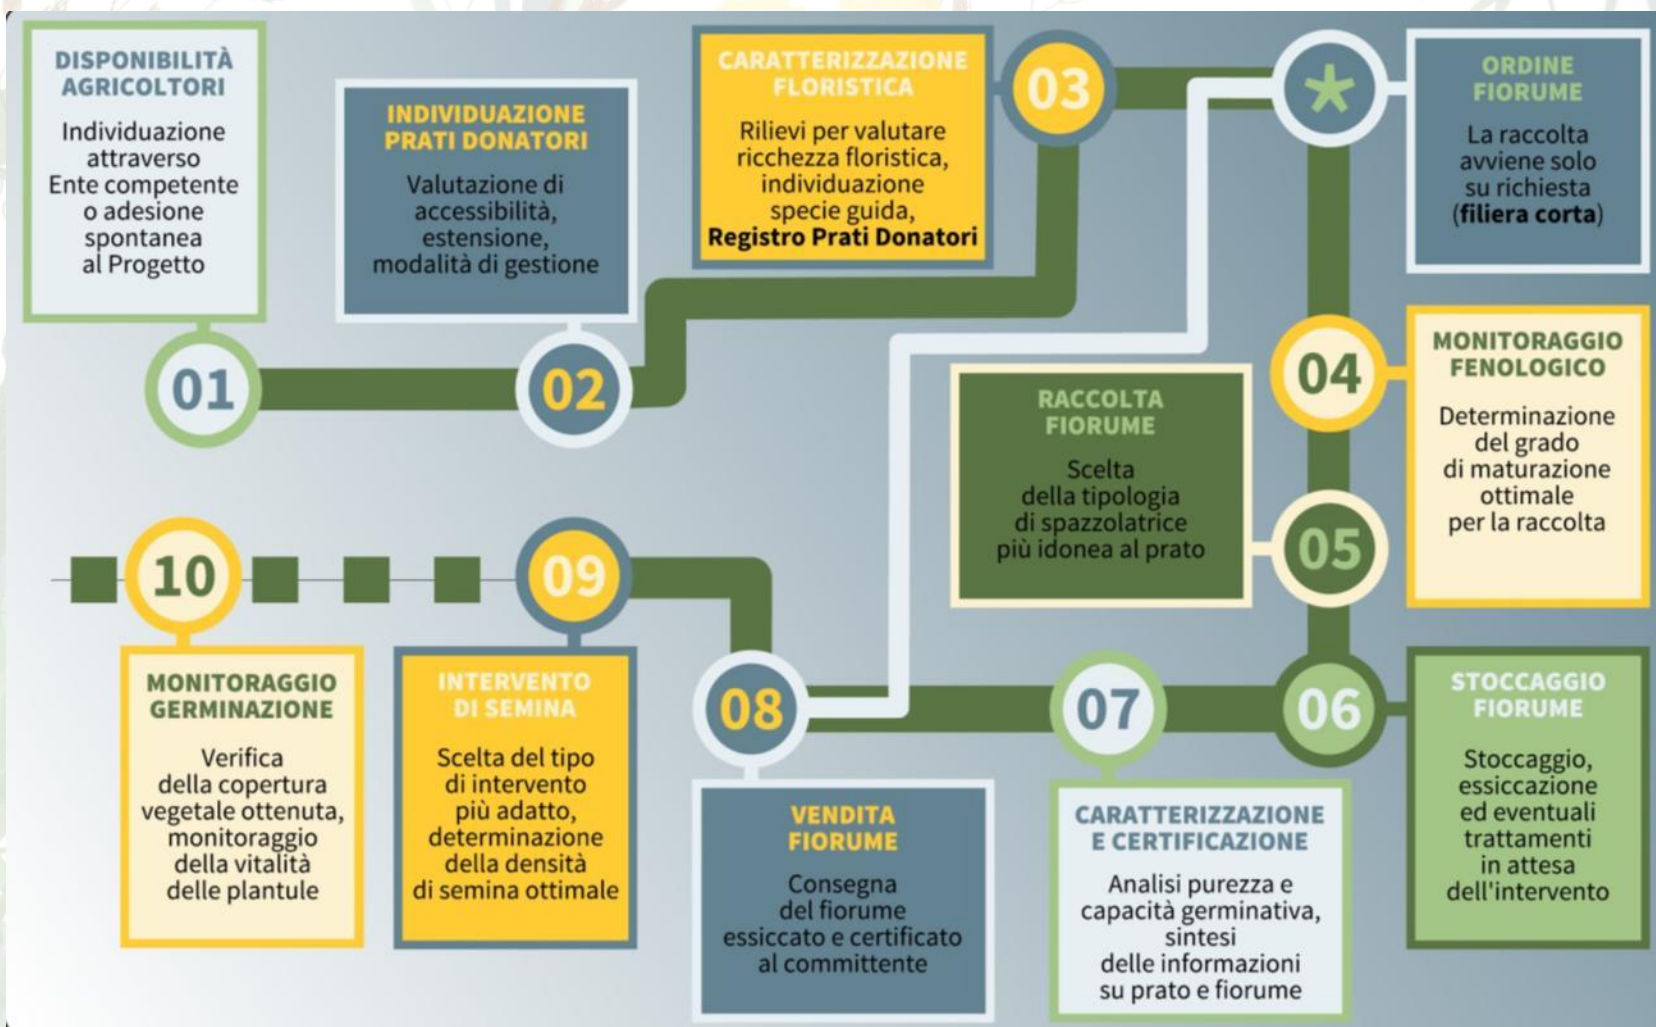 DISPONIBILITÀ
AGRICOLTORI
Individuazione
attraverso
Ente competente
o adesione
spontanea
al Progetto
01
INDIVIDUAZIONE
PRATI DONATORI
Valutazione di
accessibilità,
estensione,
modalità di gestione
02
CARATTERIZZAZIONE
FLORISTICA
Rilievi per valutare
ricchezza floristica,
individuazione
specie guida,
Registro Prati Donatori
03
*
ORDINE
FIORUME
La raccolta
avviene solo
su richiesta
(filiera corta)
04
MONITORAGGIO
FENOLOGICO
Determinazione
del grado
di maturazione
ottimale
per la raccolta
RACCOLTA
FIORUME
Scelta
della tipologia
di spazzolatrice
più idonea al prato
05
06
STOCCAGGIO
FIORUME
Stoccaggio,
essiccazione
ed eventuali
trattamenti
in attesa
dell'intervento
07
CARATTERIZZAZIONE
E CERTIFICAZIONE
Analisi purezza e
capacità germinativa,
sintesi
delle informazioni
su prato e fiorume
08
VENDITA
FIORUME
Consegna
del fiorume
essiccato e certificato
al committente
09
INTERVENTO
DI SEMINA
Scelta del tipo
di intervento
più adatto,
determinazione
della densità
di semina ottimale
10
MONITORAGGIO
GERMINAZIONE
Verifica
della copertura
vegetale ottenuta,
monitoraggio
della vitalità
delle plantule